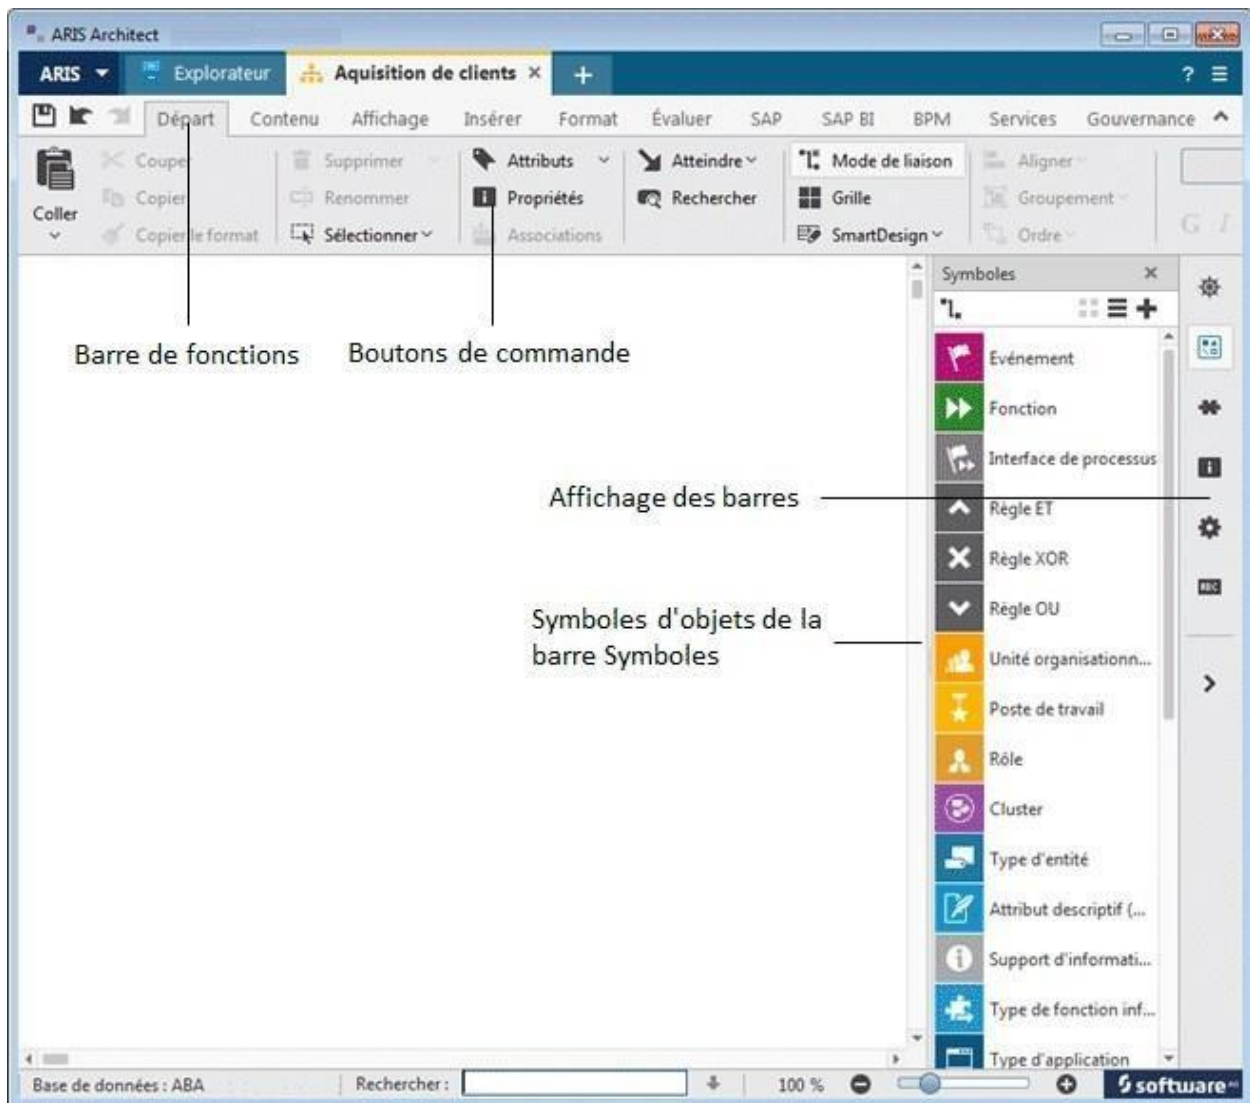 ARIS Architect
ARIS Explorateur Aquisition de clients × +
?
Départ Contenu Affichage Insérer Format Évaluer SAP SAP BI BPM Services Gouvernance
Coller
Couper
Copier
Copier le format
Supprimer
Renommer
Sélectionner
Attributs
Propriétés
Associations
Atteindre
Rechercher
Mode de liaison
Grille
SmartDesign
Aligner
Groupement
Ordre
G I
Barre de fonctions
Boutons de commande
Affichage des barres
Symboles d'objets de la
barre Symboles
Symboles ×
Evénement
Fonction
Interface de processus
Règle ET
Règle XOR
Règle OU
Unité organisationn...
Poste de travail
Rôle
Cluster
Type d'entité
Attribut descriptif (...
Support d'informati...
Type de fonction inf...
Type d'application
ABC
Base de données : ABA
Rechercher :
100 %
software AG